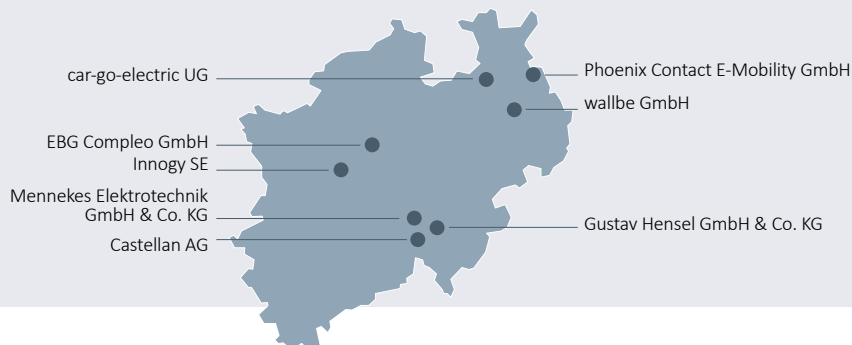 car-go-electric UG
EBG Compleo GmbH
Innogy SE
Mennekes Elektrotechnik
GmbH & Co. KG
Castellan AG
Phoenix Contact E-Mobility GmbH
wallbe GmbH
Gustav Hensel GmbH & Co. KG